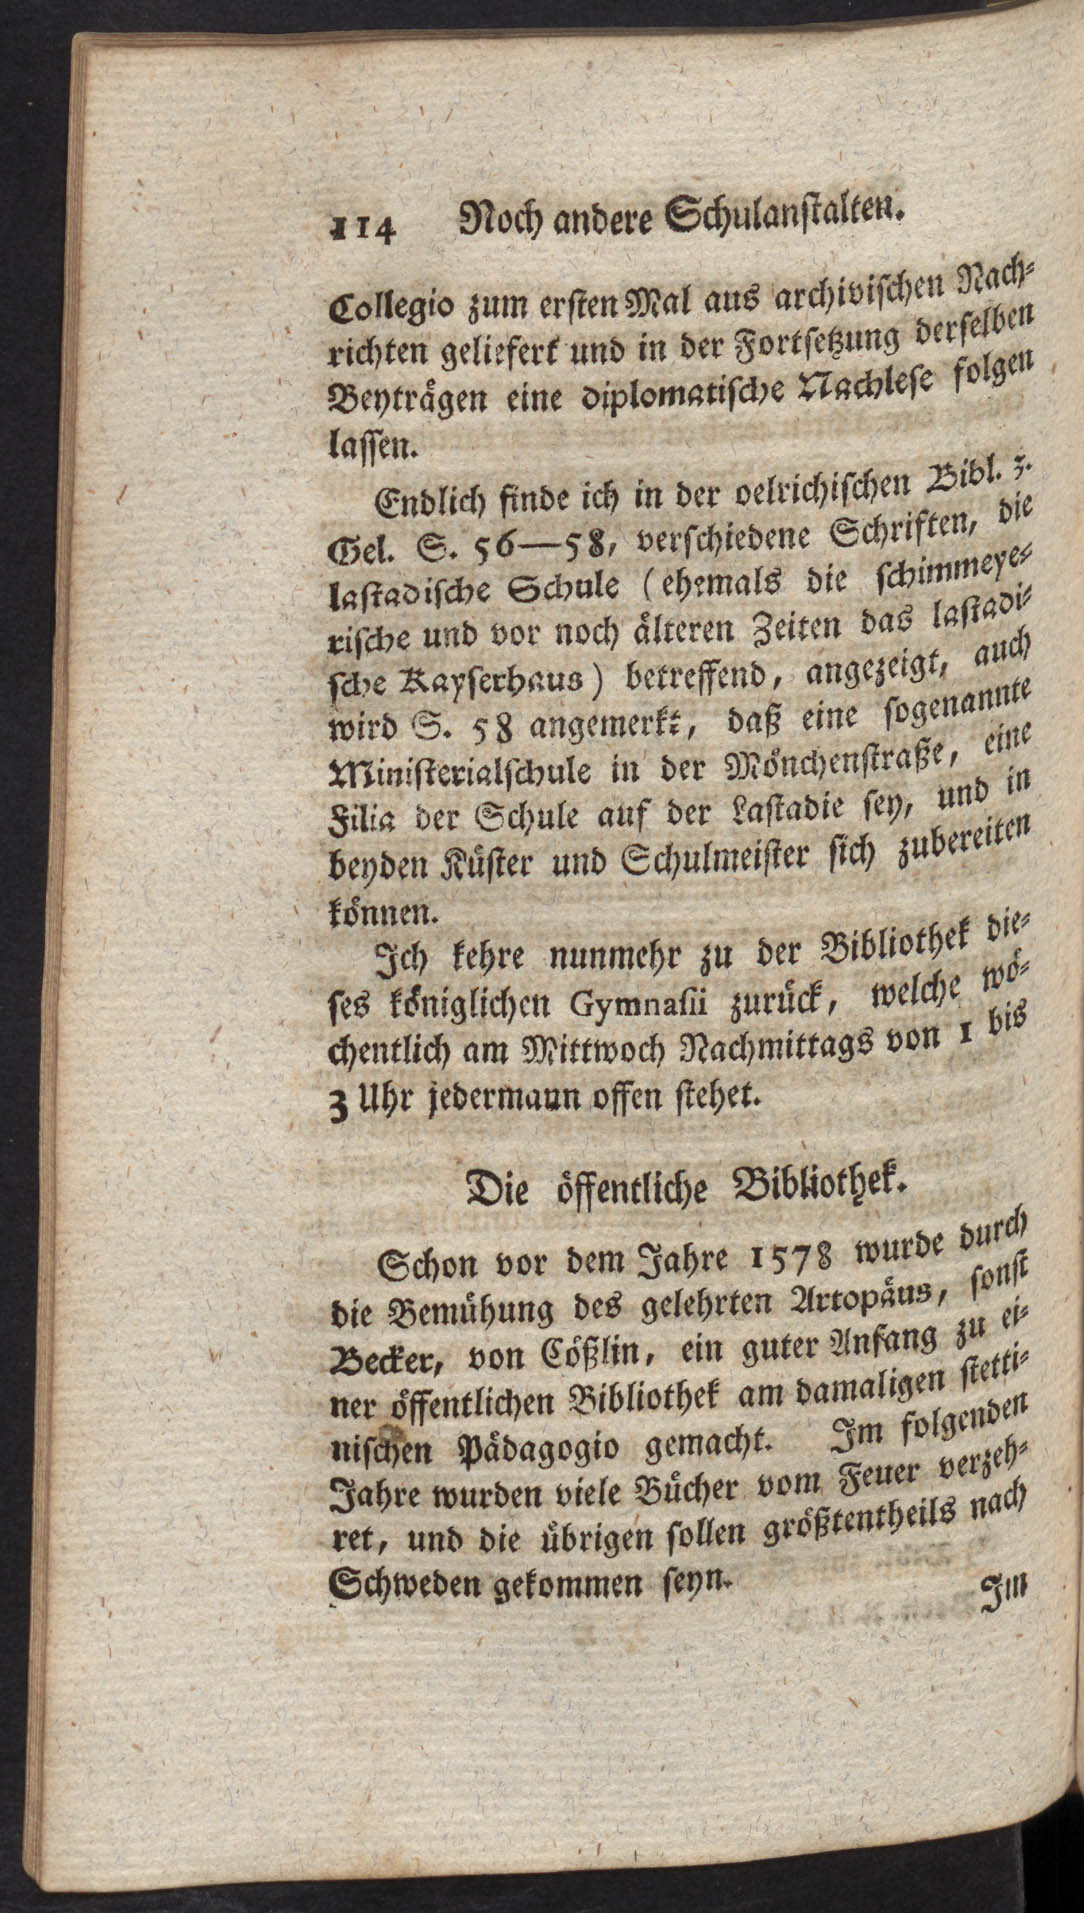 114 Noch andere Schulanstalten.
Collegio zum ersten Mal aus archivischen Nach-
richten geliefert und in der Fortsetzung derselben
Beyträgen eine diplomatische Nachlese folgen
lassen.
Endlich finde ich in der oelrichischen Bibl. z.
Gel. S. 56—58, verschiedene Schriften, die
lastadische Schule (ehemals die schimmeye-
rische und vor noch älteren Zeiten das lastadi-
sche Kayserhaus) betreffend, angezeigt, auch
wird S. 58 angemerkt, daß eine sogenannte
Ministerialschule in der Mönchenstraße, eine
Filia der Schule auf der Lastadie sey, und in
beyden Küster und Schulmeister sich zubereiten
können.
Ich kehre nunmehr zu der Bibliothek die-
ses königlichen Gymnasii zurück, welche wö-
chentlich am Mittwoch Nachmittags von 1 bis
3 Uhr jedermann offen stehet.
Die öffentliche Bibliothek.
Schon vor dem Jahre 1578 wurde durch
die Bemühung des gelehrten Artopäus, sonst
Becker, von Cößlin, ein guter Anfang zu ei-
ner öffentlichen Bibliothek am damaligen stetti-
nischen Pädagogio gemacht. Im folgenden
Jahre wurden viele Bücher vom Feuer verzeh-
ret, und die übrigen sollen größtentheils nach
Schweden gekommen seyn.
Im